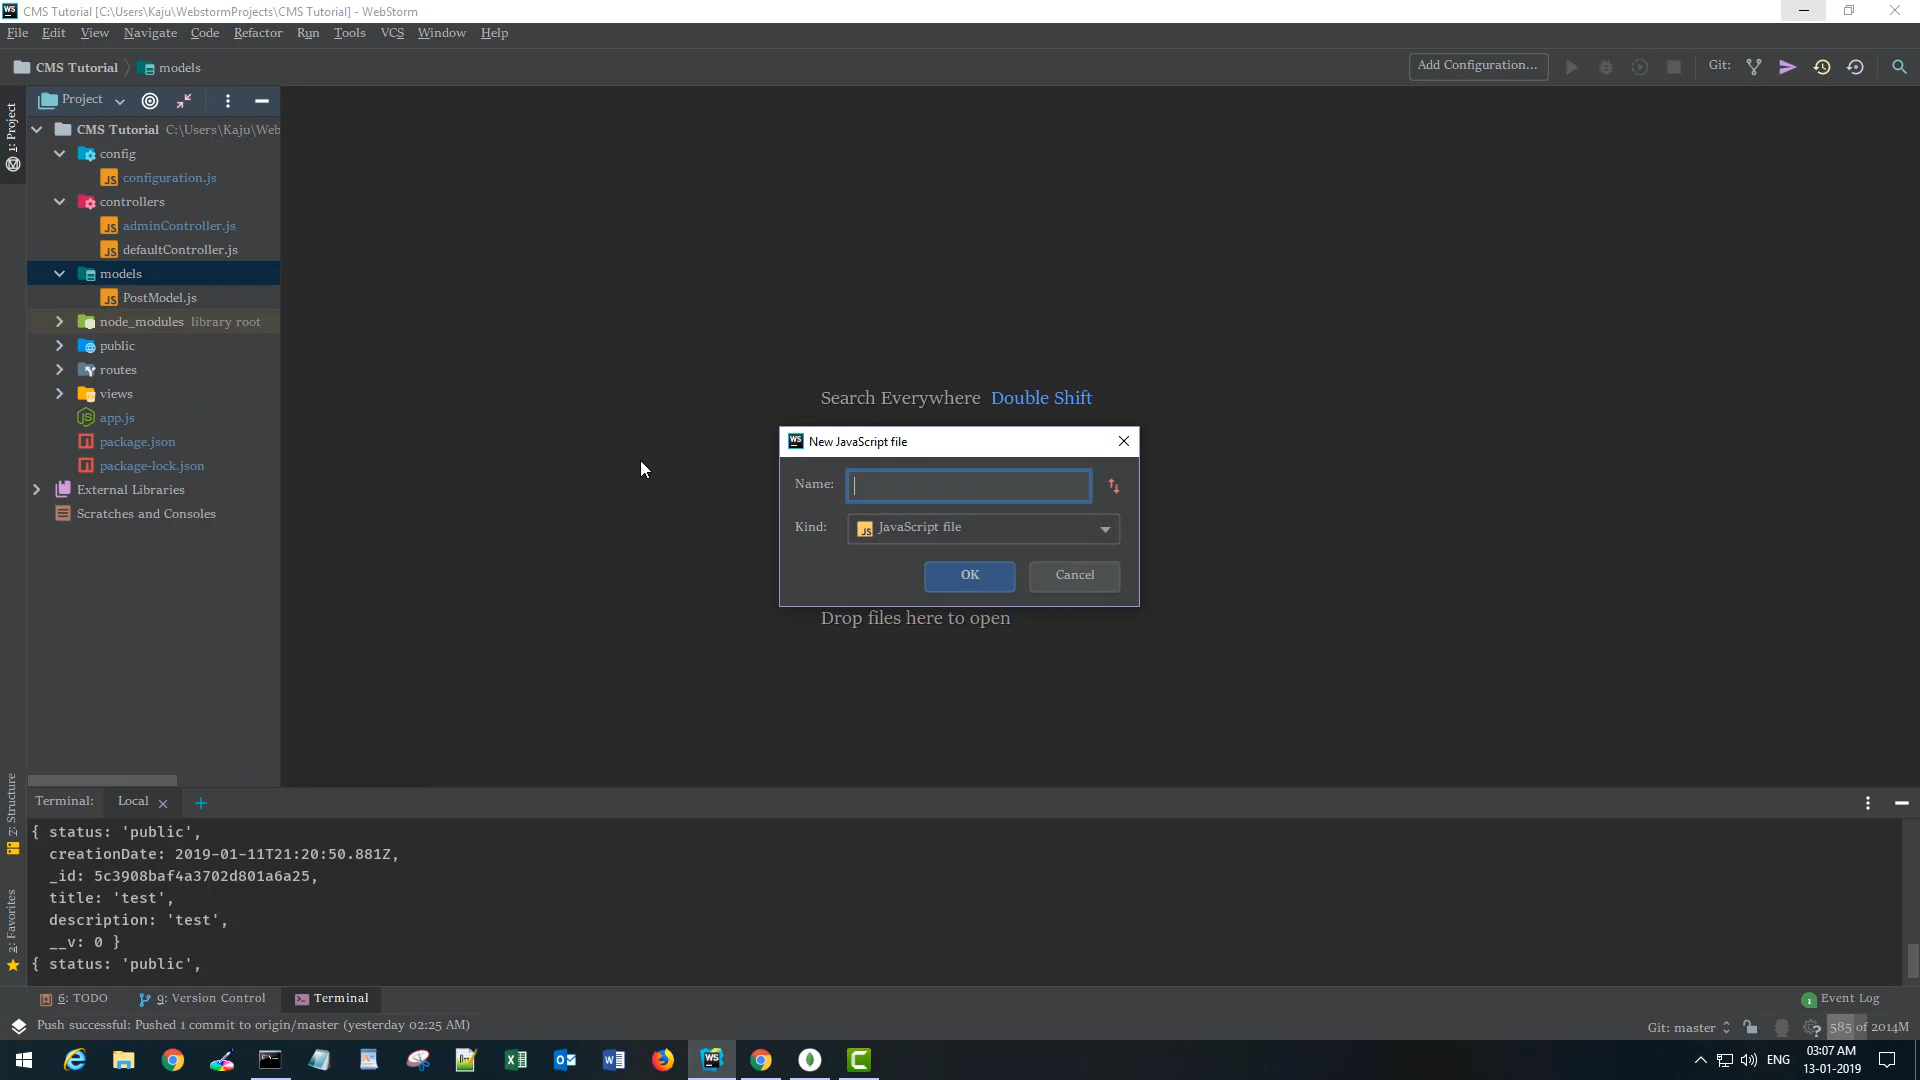 CMS Tutorial [C:\Users\Kaju\WebstormProjects\CMS Tutorial] - WebStorm
File Edit View Navigate Code Refactor Run Tools VCS Window Help
CMS Tutorial models
Add Configuration... Git:
Project
1: Project
CMS Tutorial C:\Users\Kaju\Web
config
configuration.js
controllers
adminController.js
defaultController.js
models
PostModel.js
node_modules library root
public
routes
views
app.js
package.json
package-lock.json
External Libraries
Scratches and Consoles
Search Everywhere Double Shift
New JavaScript file
Name:
Kind: JavaScript file
OK Cancel
Drop files here to open
Z: Structure
2: Favorites
Terminal: Local
{ status: 'public',
creationDate: 2019-01-11T21:20:50.881Z,
_id: 5c3908baf4a3702d801a6a25,
title: 'test',
description: 'test',
__v: 0 }
{ status: 'public',
6: TODO 9: Version Control Terminal
1 Event Log
Push successful: Pushed 1 commit to origin/master (yesterday 02:25 AM)
Git: master 585 of 2014M
ENG
03:07 AM
13-01-2019